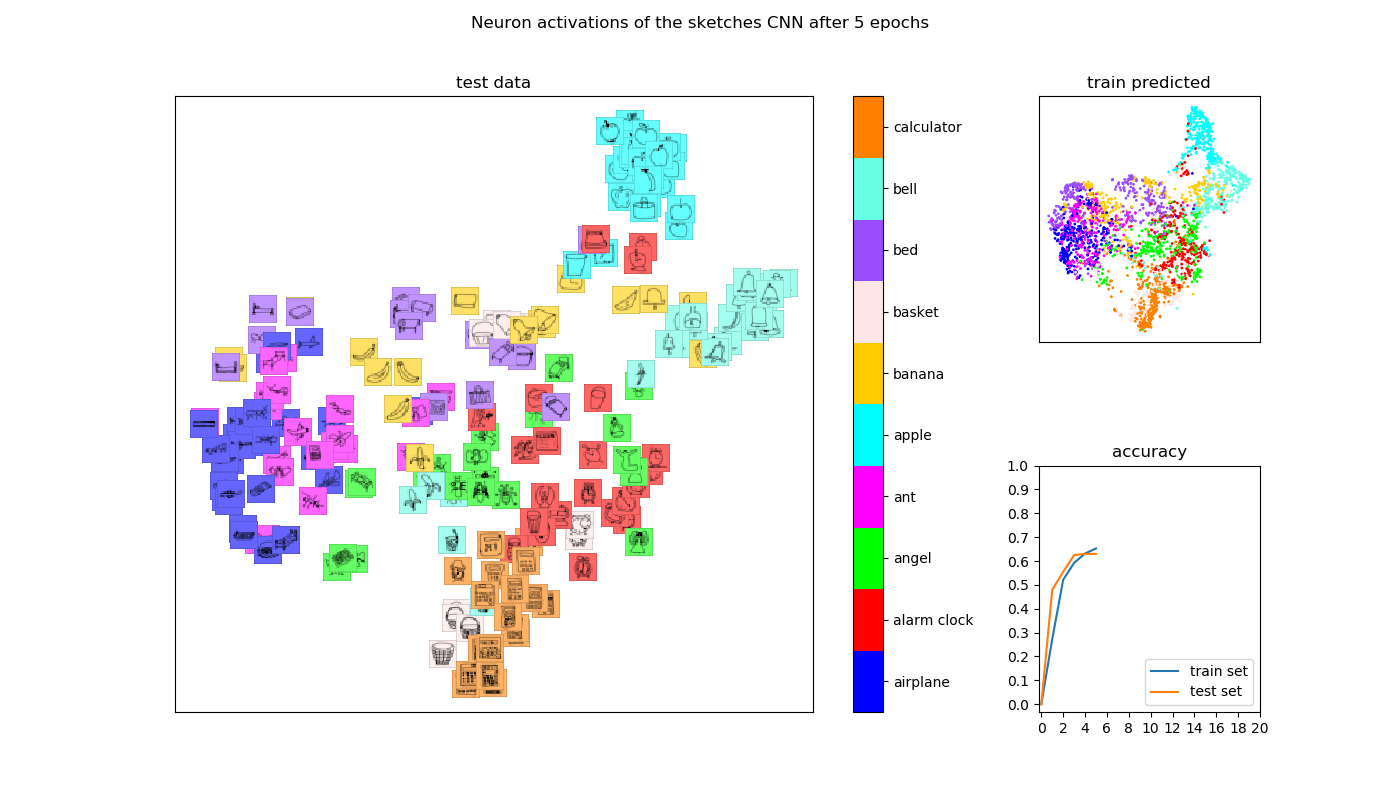 Neuron activations of the sketches CNN after 5 epochs
test data
calculator
bell
bed
basket
banana
apple
ant
angel
alarm clock
airplane
train predicted
accuracy
1.0
0.9
0.8
0.7
0.6
0.5
0.4
0.3
0.2
0.1
0.0
train set
test set
0 2 4 6 8 10 12 14 16 18 20